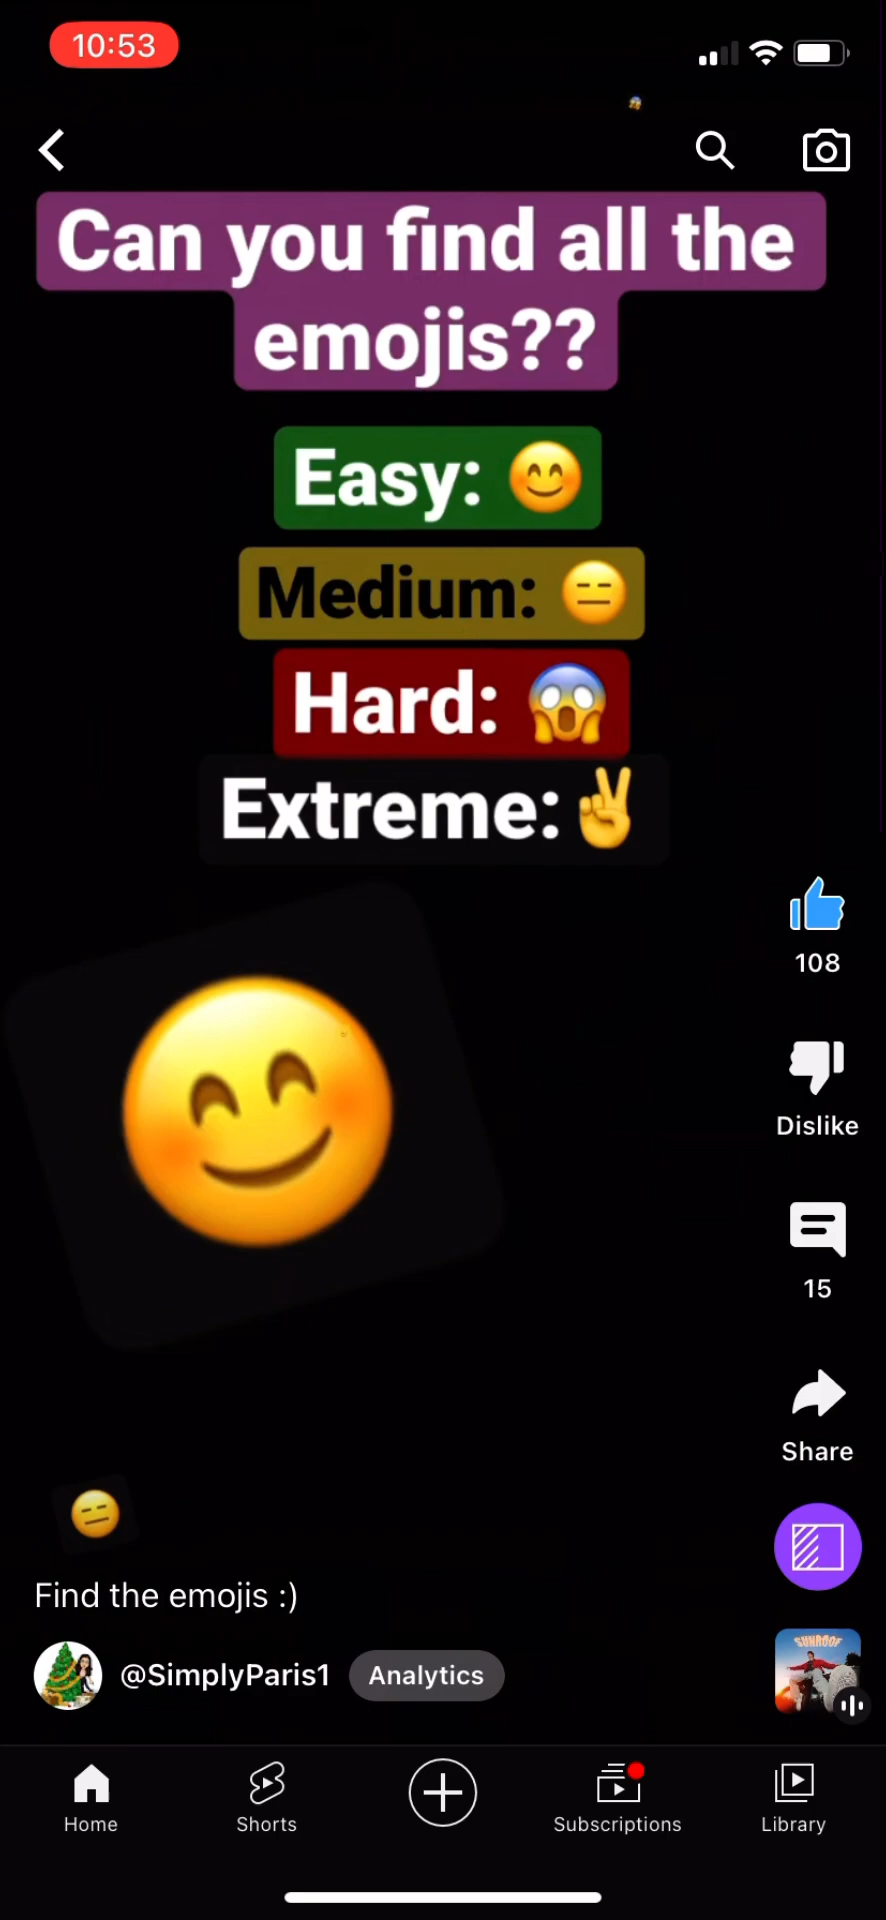 10:53
Can you find all the
emojis??
Easy: 😊
Medium: 😑
Hard: 😱
Extreme:✌️
108
Dislike
15
Share
Find the emojis :)
@SimplyParis1 Analytics
SUNROOF
Home Shorts Subscriptions Library